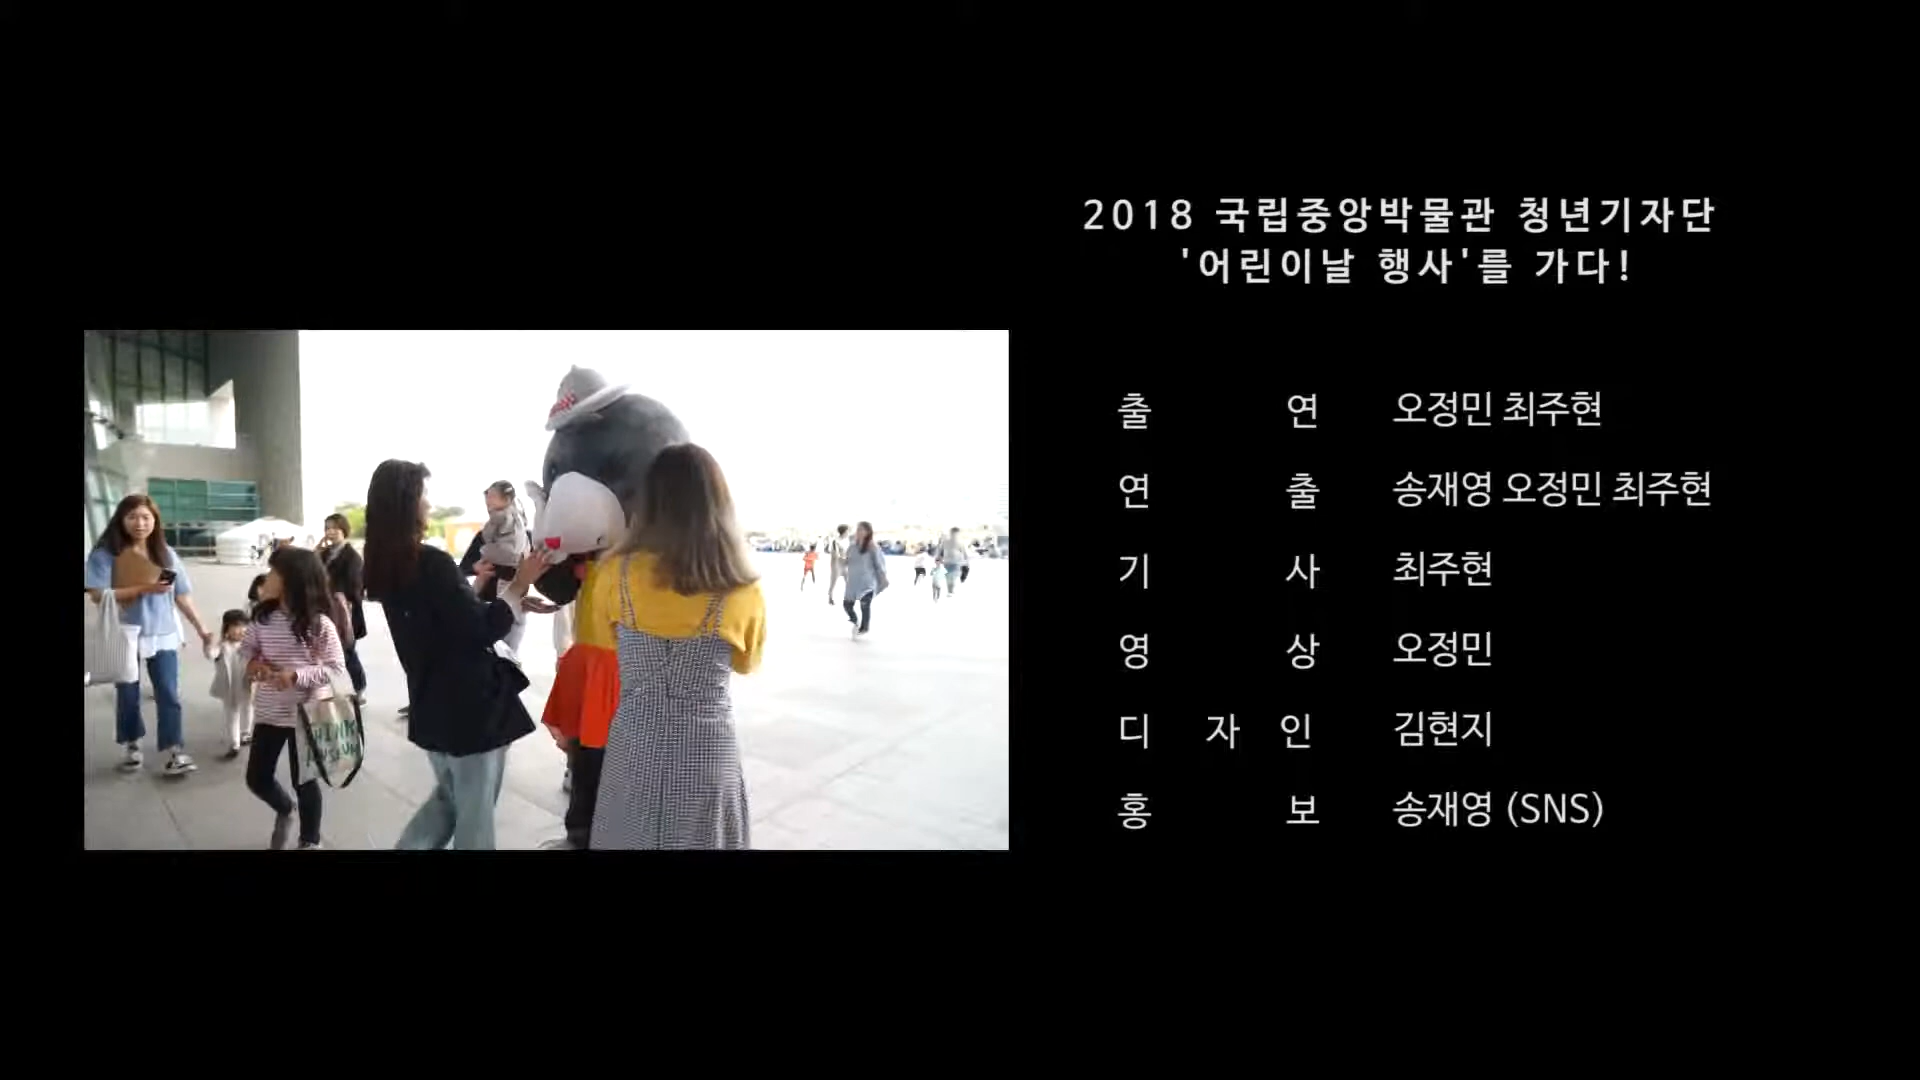 2018 국립중앙박물관 청년기자단
'어린이날 행사'를 가다!
출 연 오정민 최주현
연 출 송재영 오정민 최주현
기 사 최주현
영 상 오정민
디 자 인 김현지
홍 보 송재영 (SNS)